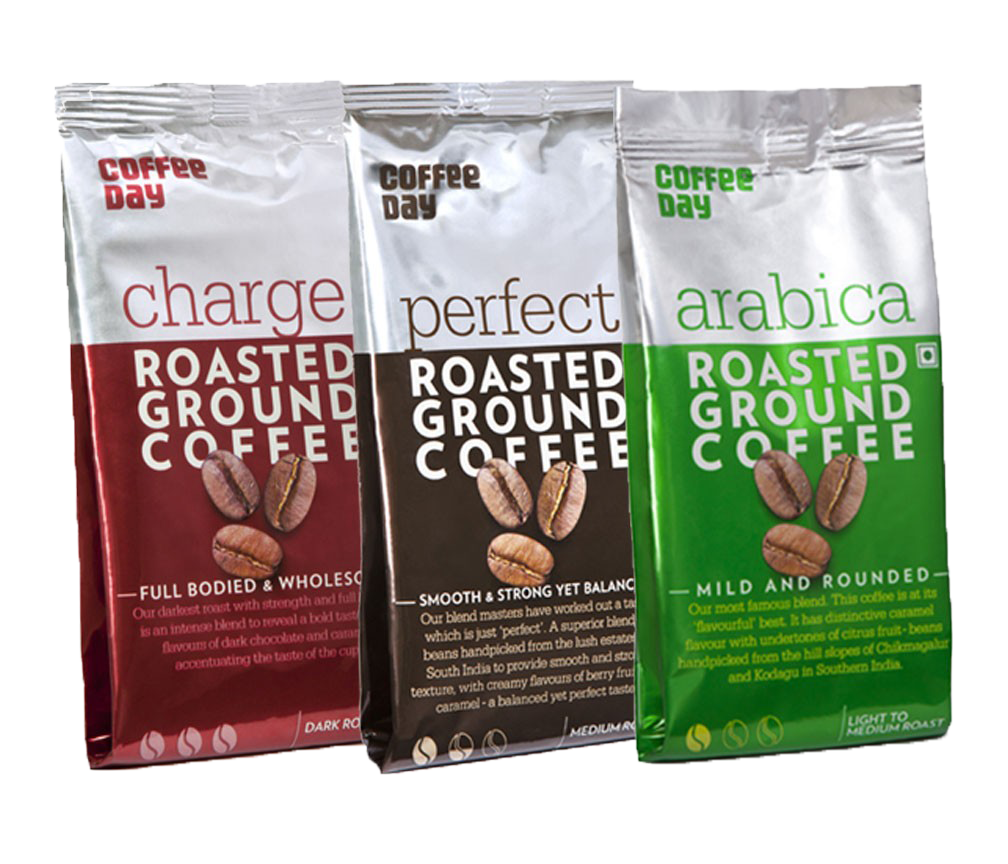 COFFEE
DAY
charge
ROASTED
GROUND
COFFEE
FULL BODIED & WHOLESO
Our darkest roast with strength and full
is an intense blend to reveal a bold tas
flavours of dark chocolate and caram
accentuating the taste of the cup
DARK RO
COFFEE
DAY
perfect
ROASTED
GROUND
COFFEE
SMOOTH & STRONG YET BALANC
Our blend masters have worked out a ta
which is just 'perfect'. A superior blend
beans handpicked from the lush estates
South India to provide smooth and stro
texture, with creamy flavours of berry frui
caramel - a balanced yet perfect taste
MEDIUM RO
COFFEE
DAY
arabica
ROASTED
GROUND
COFFEE
MILD AND ROUNDED
Our most famous blend. This coffee is at its
'flavourful' best. It has distinctive caramel
flavour with undertones of citrus fruit - beans
handpicked from the hill slopes of Chikmagalur
and Kodagu in Southern India.
LIGHT TO
MEDIUM ROAST